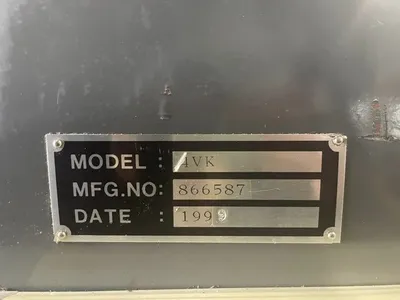 MODEL : 4VK
MFG.NO: 866587
DATE : 1999